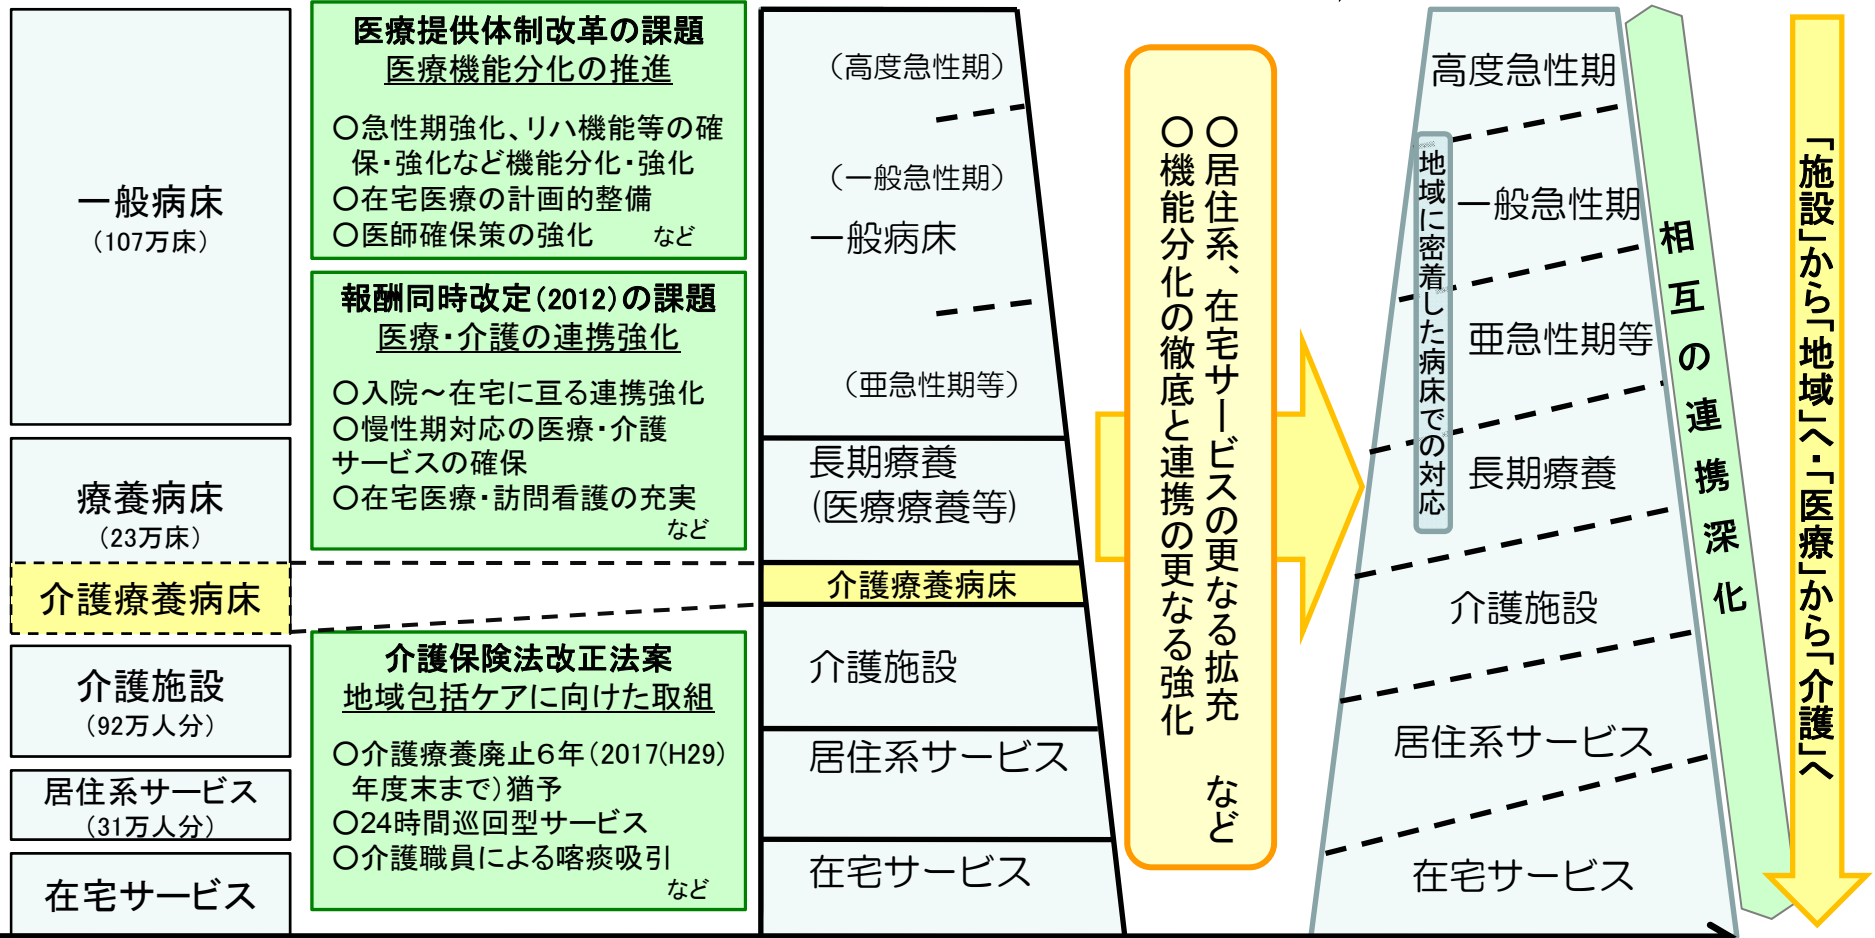 一般病床
（107万床）
療養病床
（23万床）
介護療養病床
介護施設
（92万人分）
居住系サービス
（31万人分）
在宅サービス
医療提供体制改革の課題
医療機能分化の推進
○急性期強化、リハ機能等の確
保・強化など機能分化・強化
○在宅医療の計画的整備
○医師確保策の強化　など
報酬同時改定（2012）の課題
医療・介護の連携強化
○入院～在宅に亘る連携強化
○慢性期対応の医療・介護
サービスの確保
○在宅医療・訪問看護の充実
など
介護保険法改正法案
地域包括ケアに向けた取組
○介護療養廃止６年（2017(H29)
年度末まで）猶予
○24時間巡回型サービス
○介護職員による喀痰吸引
など
（高度急性期）
（一般急性期）
一般病床
（亜急性期等）
長期療養
（医療療養等）
介護療養病床
介護施設
居住系サービス
在宅サービス
○居住系、在宅サービスの更なる拡充　など
○機能分化の徹底と連携の更なる強化
高度急性期
一般急性期
亜急性期等
長期療養
介護施設
居住系サービス
在宅サービス
地域に密着した病床での対応
相互の連携深化
「施設」から「地域」へ・「医療」から「介護」へ